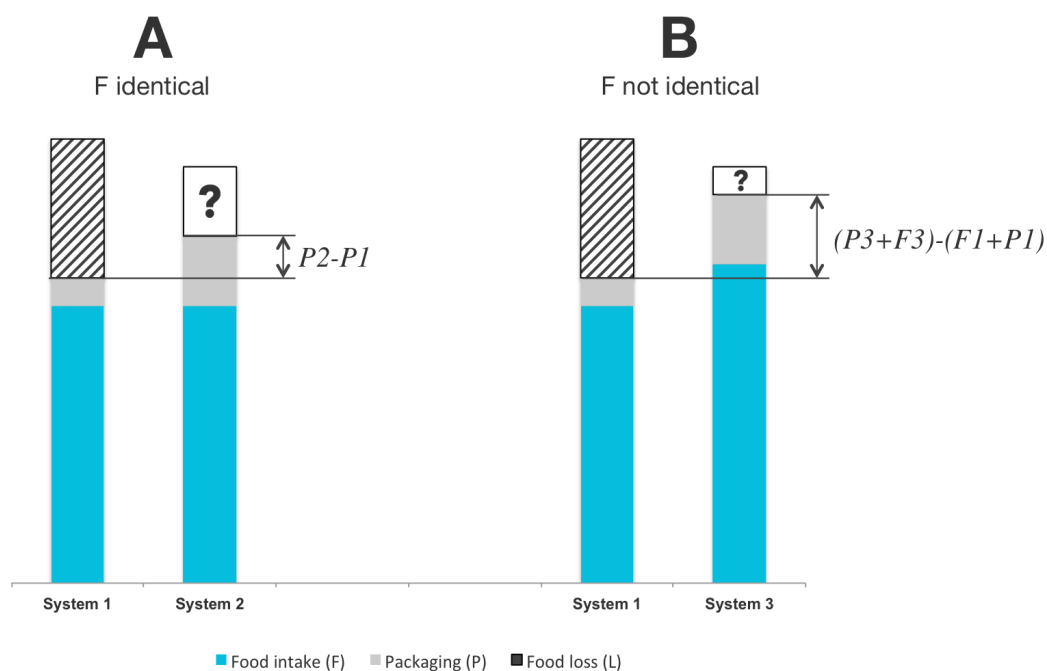 A
F identical
B
F not identical
?
?
P2-P1
(P3+F3)-(F1+P1)
System 1
System 2
System 1
System 3
Food intake (F)
Packaging (P)
Food loss (L)